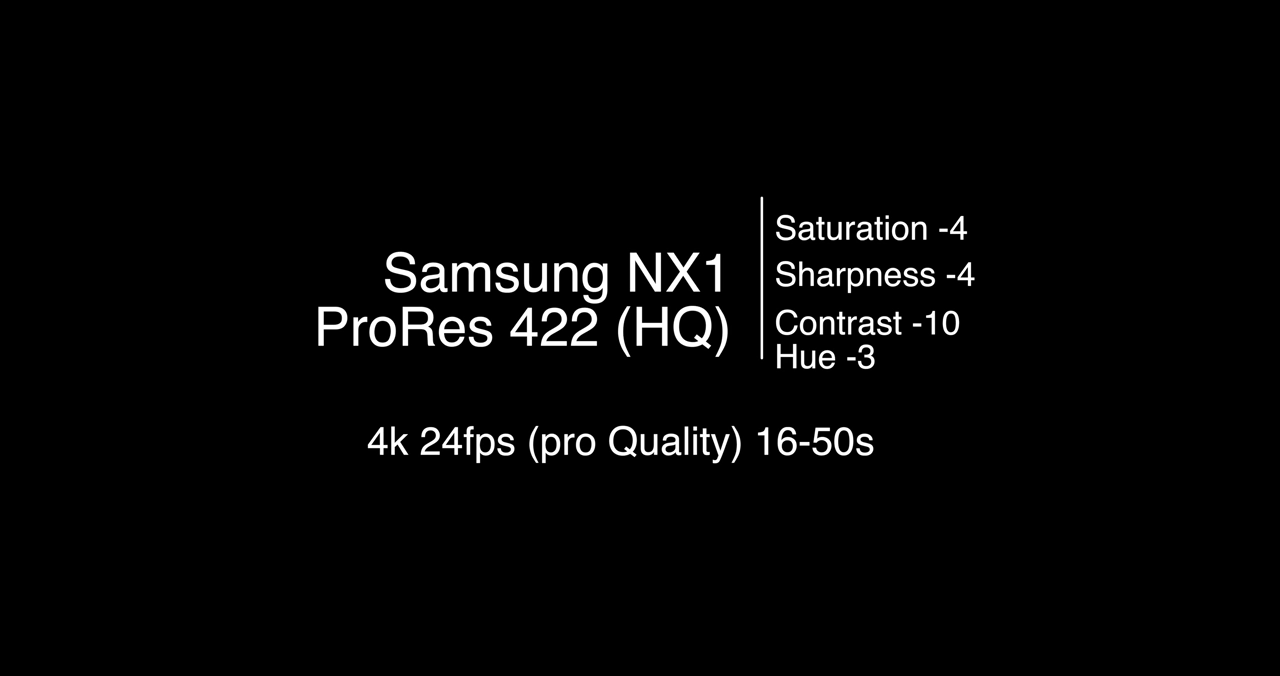 Samsung NX1
ProRes 422 (HQ)
Saturation -4
Sharpness -4
Contrast -10
Hue -3
4k 24fps (pro Quality) 16-50s